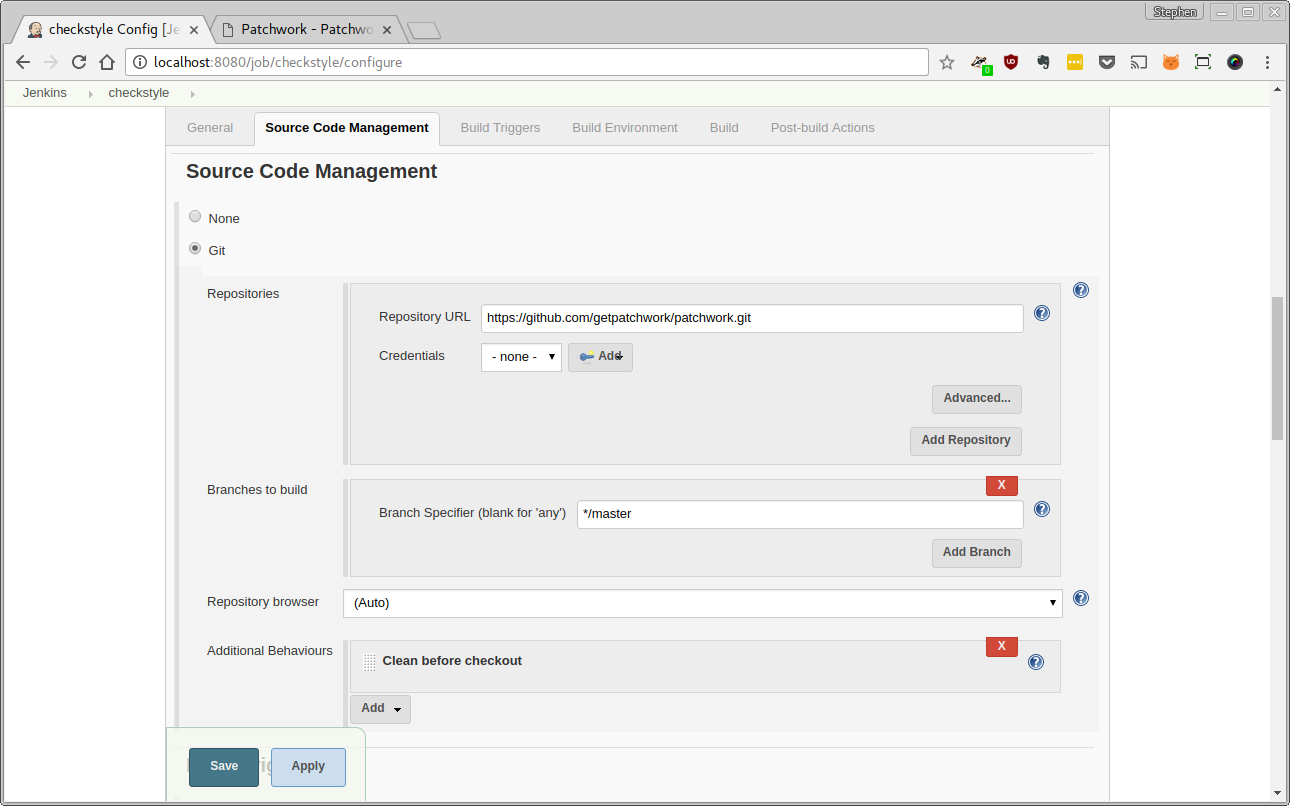 Stephen
checkstyle Config [Je
Patchwork - Patchwo
localhost:8080/job/checkstyle/configure
0
Jenkins
checkstyle
General
Source Code Management
Build Triggers
Build Environment
Build
Post-build Actions
Source Code Management
None
Git
Repositories
Repository URL
https://github.com/getpatchwork/patchwork.git
Credentials
- none -
Add
Advanced...
Add Repository
Branches to build
X
Branch Specifier (blank for 'any')
*/master
Add Branch
Repository browser
(Auto)
Additional Behaviours
X
Clean before checkout
Add
Save
Apply